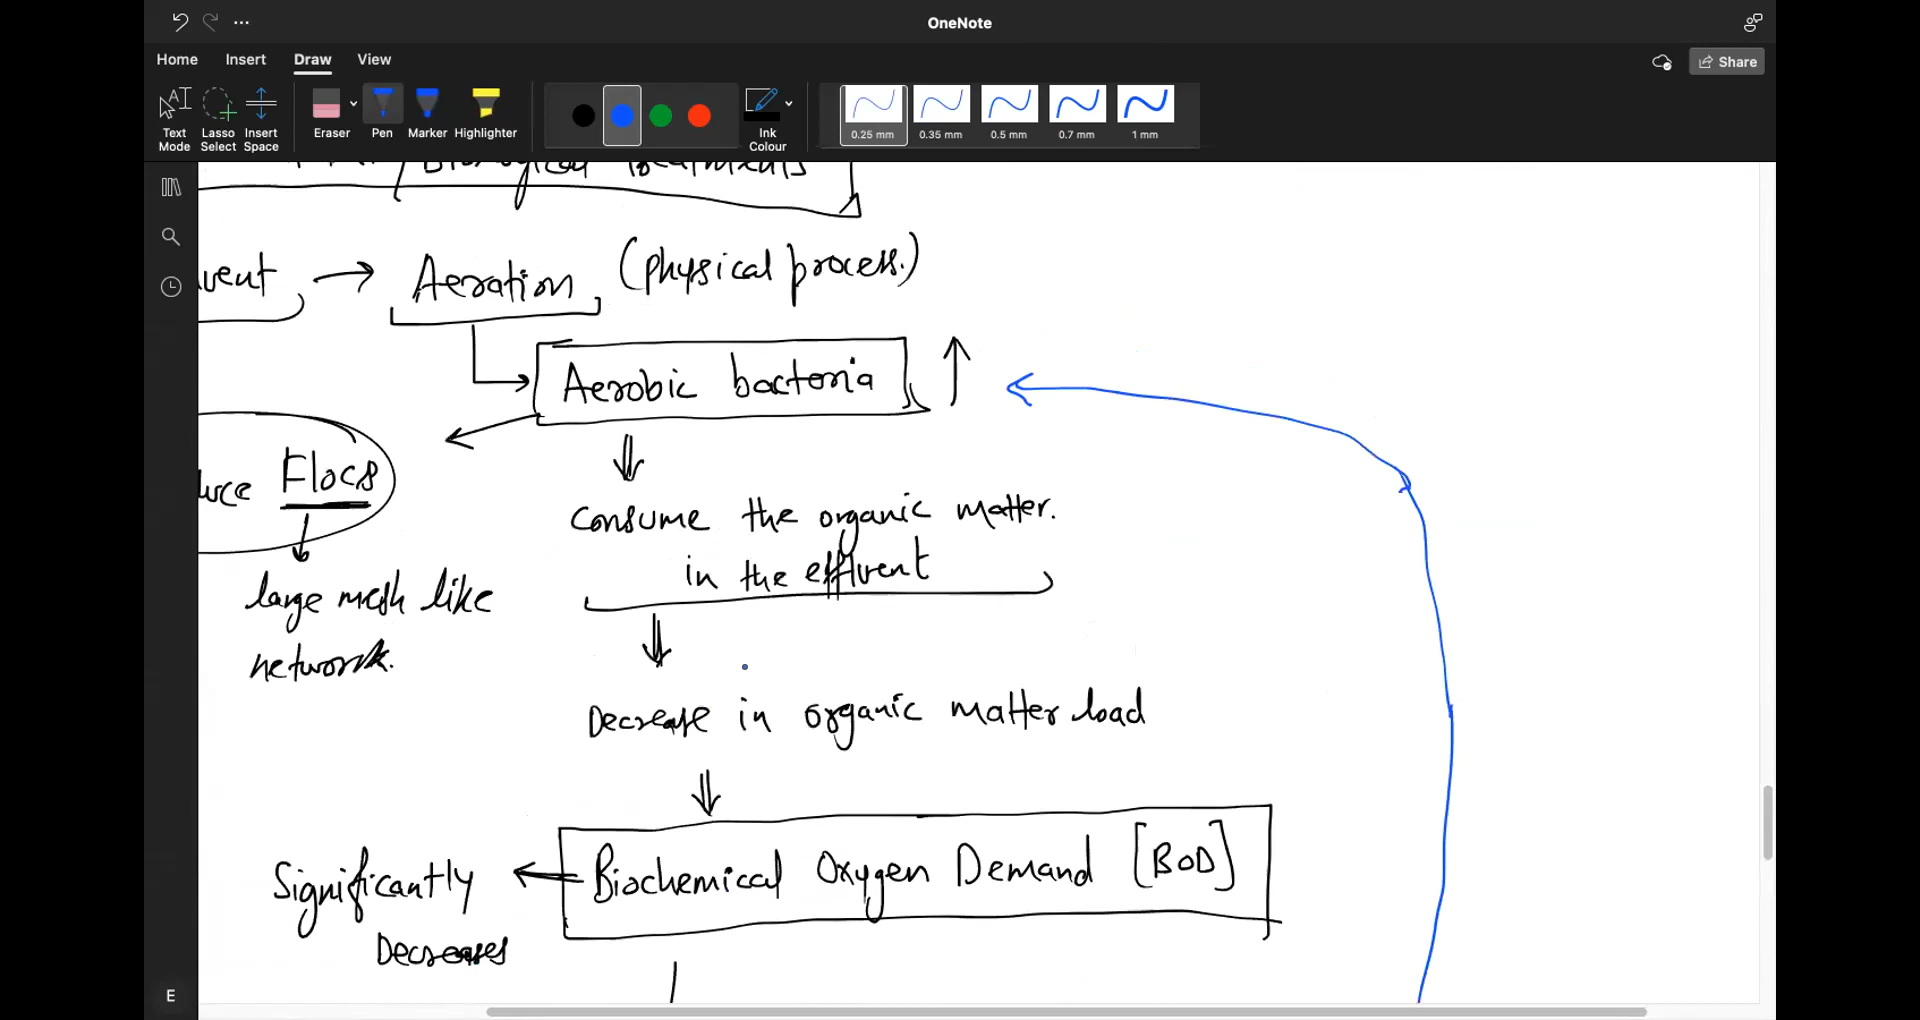 OneNote
Home Insert Draw View
Share
Text Mode
Lasso Select
Insert Space
Eraser
Pen
Marker
Highlighter
Ink Colour
0.25 mm
0.35 mm
0.5 mm
0.7 mm
1 mm
/Biological Treatments
uent → Aeration (physical process.)
Aerobic bacteria ↑
uce Flocs
consume the organic matter.
in the effluent
large mesh like
network.
Decrease in organic matter load
Biochemical Oxygen Demand [BOD]
Significantly
Decreases
E